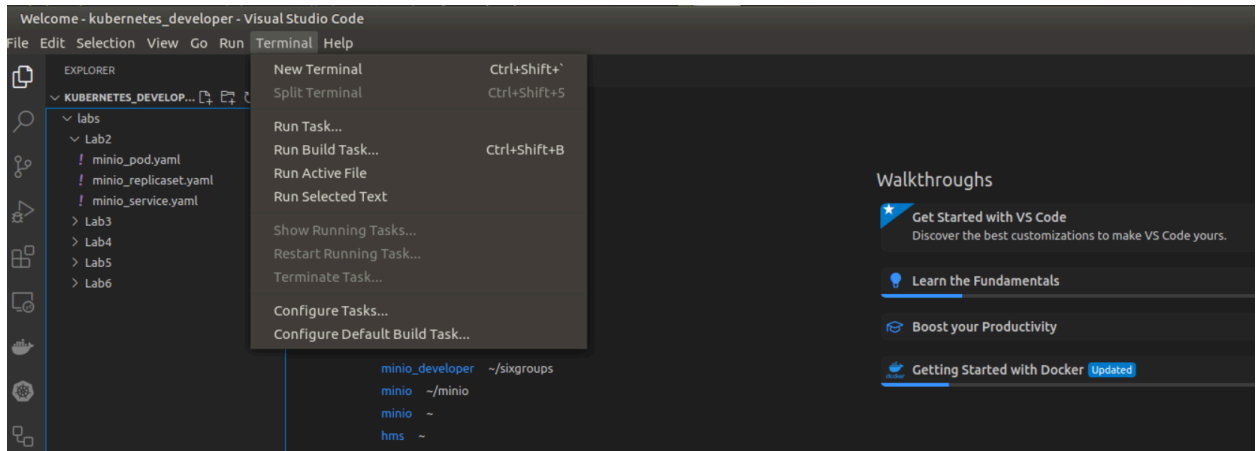 Welcome - kubernetes_developer - Visual Studio Code
File Edit Selection View Go Run Terminal Help
EXPLORER
KUBERNETES_DEVELOP...
labs
Lab2
! minio_pod.yaml
! minio_replicaset.yaml
! minio_service.yaml
Lab3
Lab4
Lab5
Lab6
New Terminal Ctrl+Shift+`
Split Terminal Ctrl+Shift+5
Run Task...
Run Build Task... Ctrl+Shift+B
Run Active File
Run Selected Text
Show Running Tasks...
Restart Running Task...
Terminate Task...
Configure Tasks...
Configure Default Build Task...
minio_developer ~/sixgroups
minio ~/minio
minio ~
hms ~
Walkthroughs
Get Started with VS Code
Discover the best customizations to make VS Code yours.
Learn the Fundamentals
Boost your Productivity
Getting Started with Docker Updated